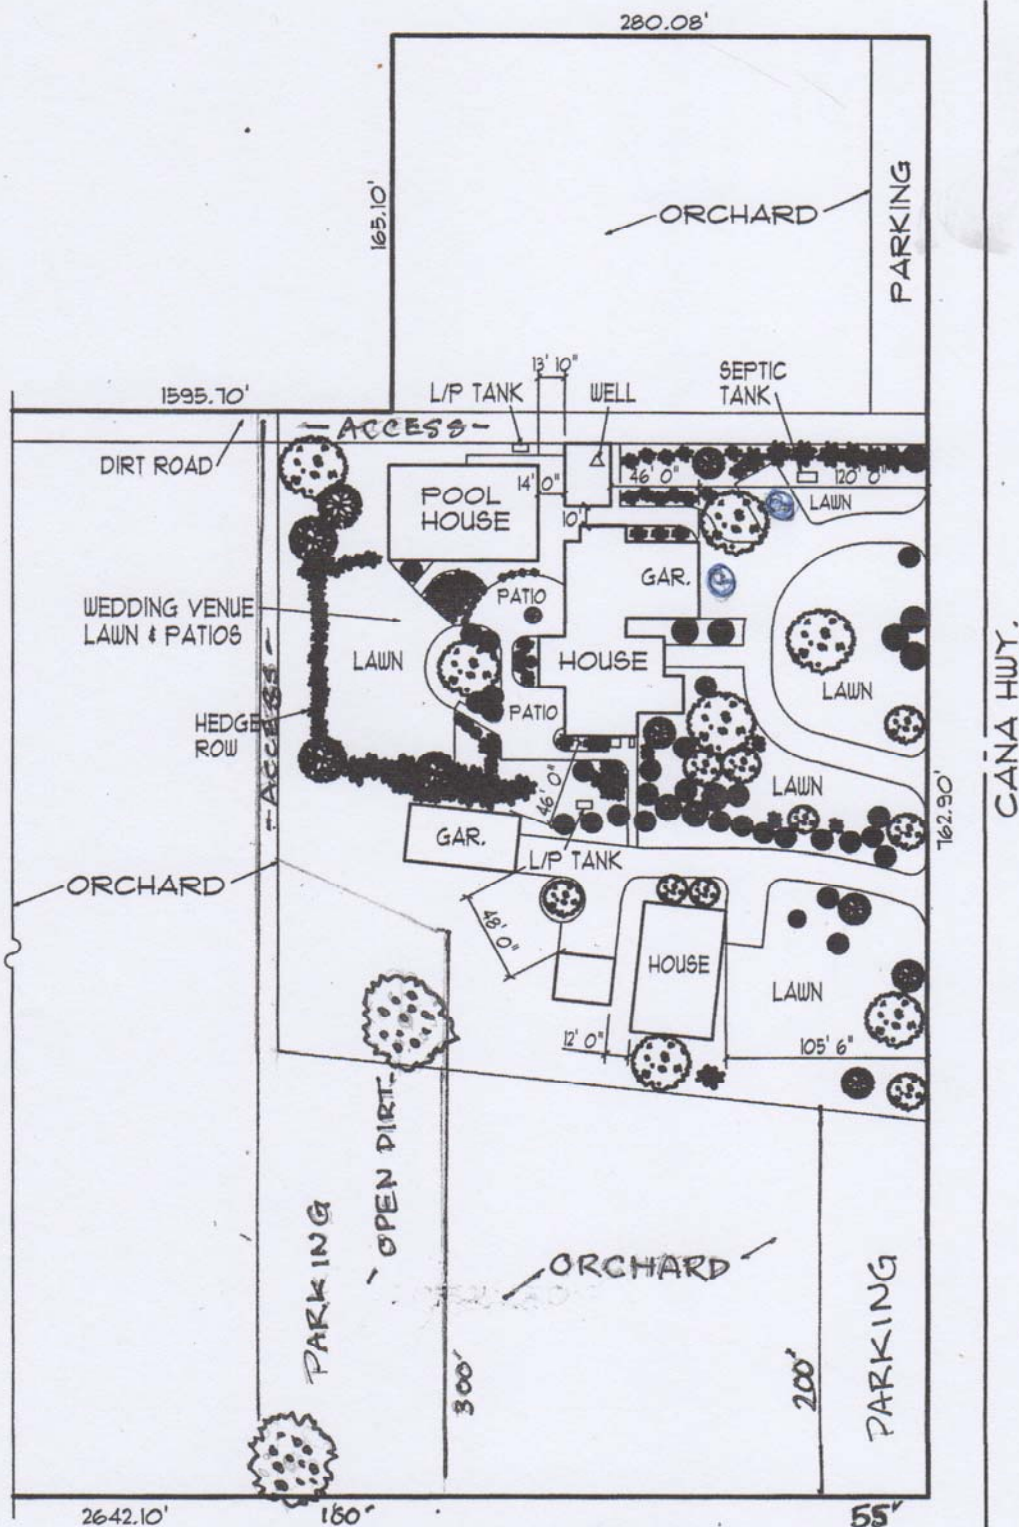 280.08'
165.10'
ORCHARD
PARKING
1595.70'
13' 10"
L/P TANK
WELL
SEPTIC
TANK
- ACCESS -
DIRT ROAD
POOL
HOUSE
14' 0"
46' 0"
120' 0"
LAWN
10'
GAR.
PATIO
WEDDING VENUE
LAWN & PATIOS
LAWN
HOUSE
LAWN
PATIO
HEDGE
ROW
- ACCESS -
CANA HWY.
LAWN
46' 0"
762.90'
GAR.
L/P TANK
ORCHARD
48' 0"
HOUSE
LAWN
12' 0"
105' 6"
- OPEN DIRT -
PARKING
ORCHARD
PARKING
300'
200'
2642.10'
55'